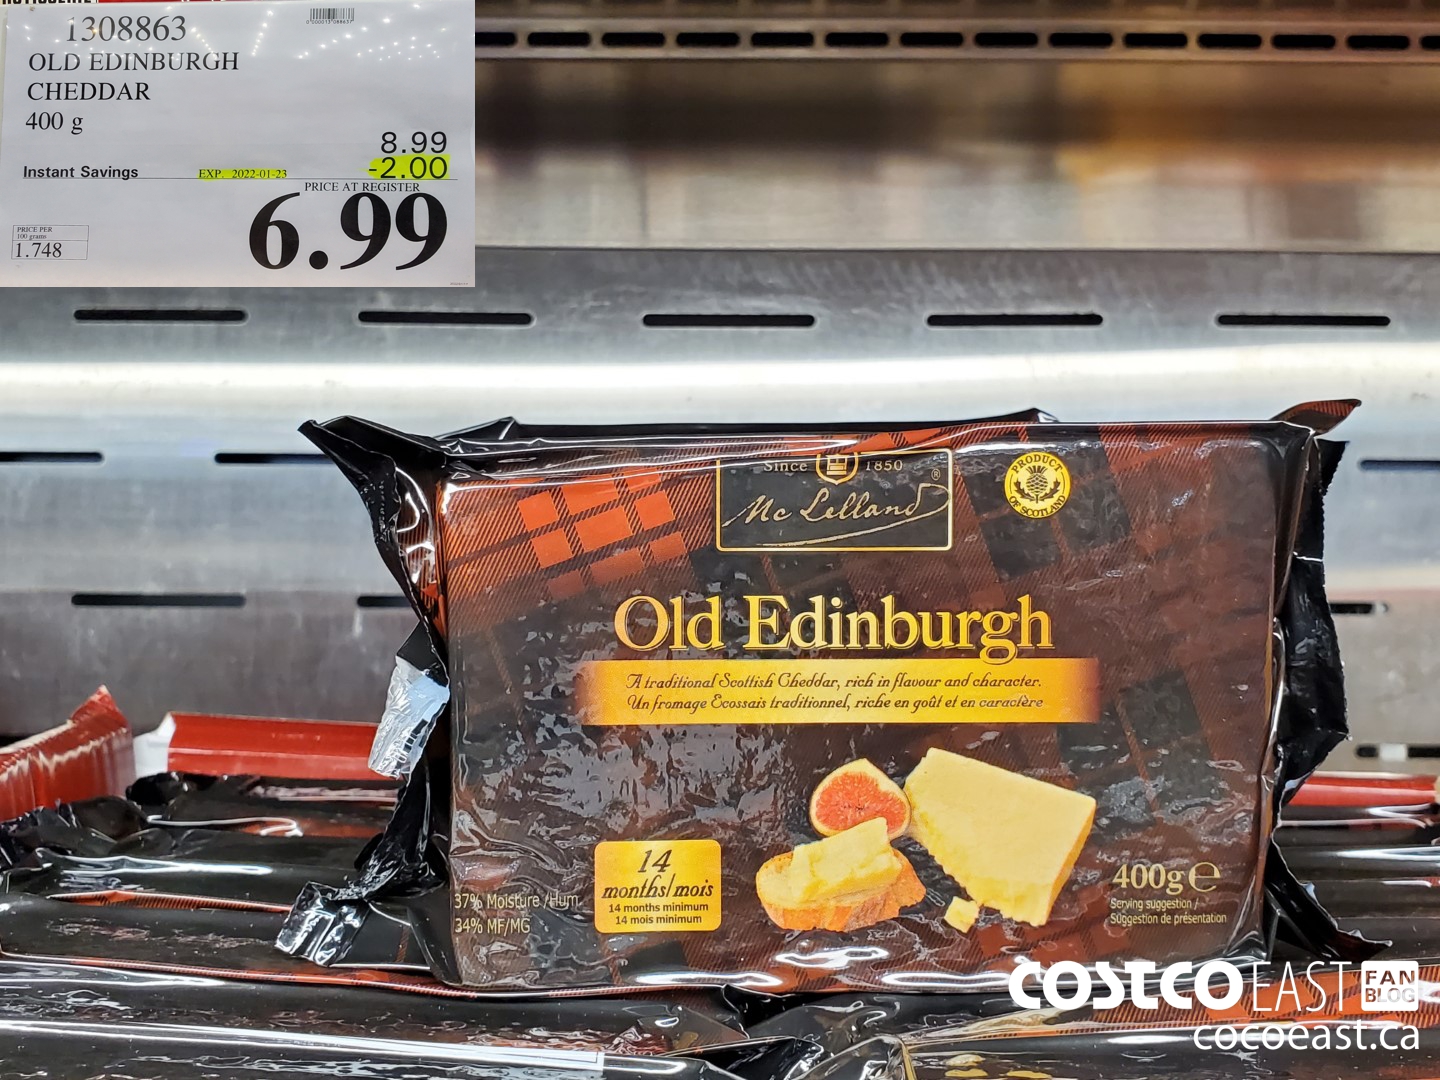 1308863
OLD EDINBURGH
CHEDDAR
400 g
8.99
Instant Savings EXP. 2022-01-23 -2.00
PRICE AT REGISTER
6.99
PRICE PER
100 grams
1.748
Since 1850
Mc Lelland®
PRODUCT
OF SCOTLAND
Old Edinburgh
A traditional Scottish Cheddar, rich in flavour and character.
Un fromage Ecossais traditionnel, riche en goût et en caractère
14
months/mois
14 months minimum
14 mois minimum
37% Moisture /Hum.
34% MF/MG
400g℮
Serving suggestion /
Suggestion de présentation
COSTCO EAST FAN
BLOG
cocoeast.ca